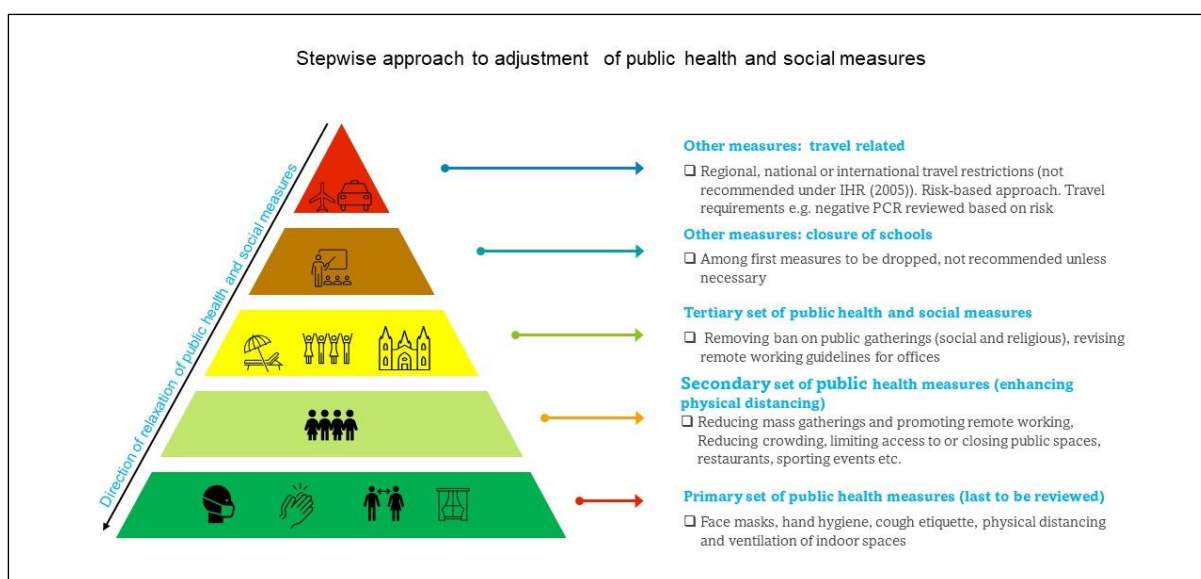 Stepwise approach to adjustment of public health and social measures
Direction of relaxation of public health and social measures
Other measures: travel related
❑ Regional, national or international travel restrictions (not
recommended under IHR (2005)). Risk-based approach. Travel
requirements e.g. negative PCR reviewed based on risk
Other measures: closure of schools
❑ Among first measures to be dropped, not recommended unless
necessary
Tertiary set of public health and social measures
❑ Removing ban on public gatherings (social and religious), revising
remote working guidelines for offices
Secondary set of public health measures (enhancing
physical distancing)
❑ Reducing mass gatherings and promoting remote working,
Reducing crowding, limiting access to or closing public spaces,
restaurants, sporting events etc.
Primary set of public health measures (last to be reviewed)
❑ Face masks, hand hygiene, cough etiquette, physical distancing
and ventilation of indoor spaces